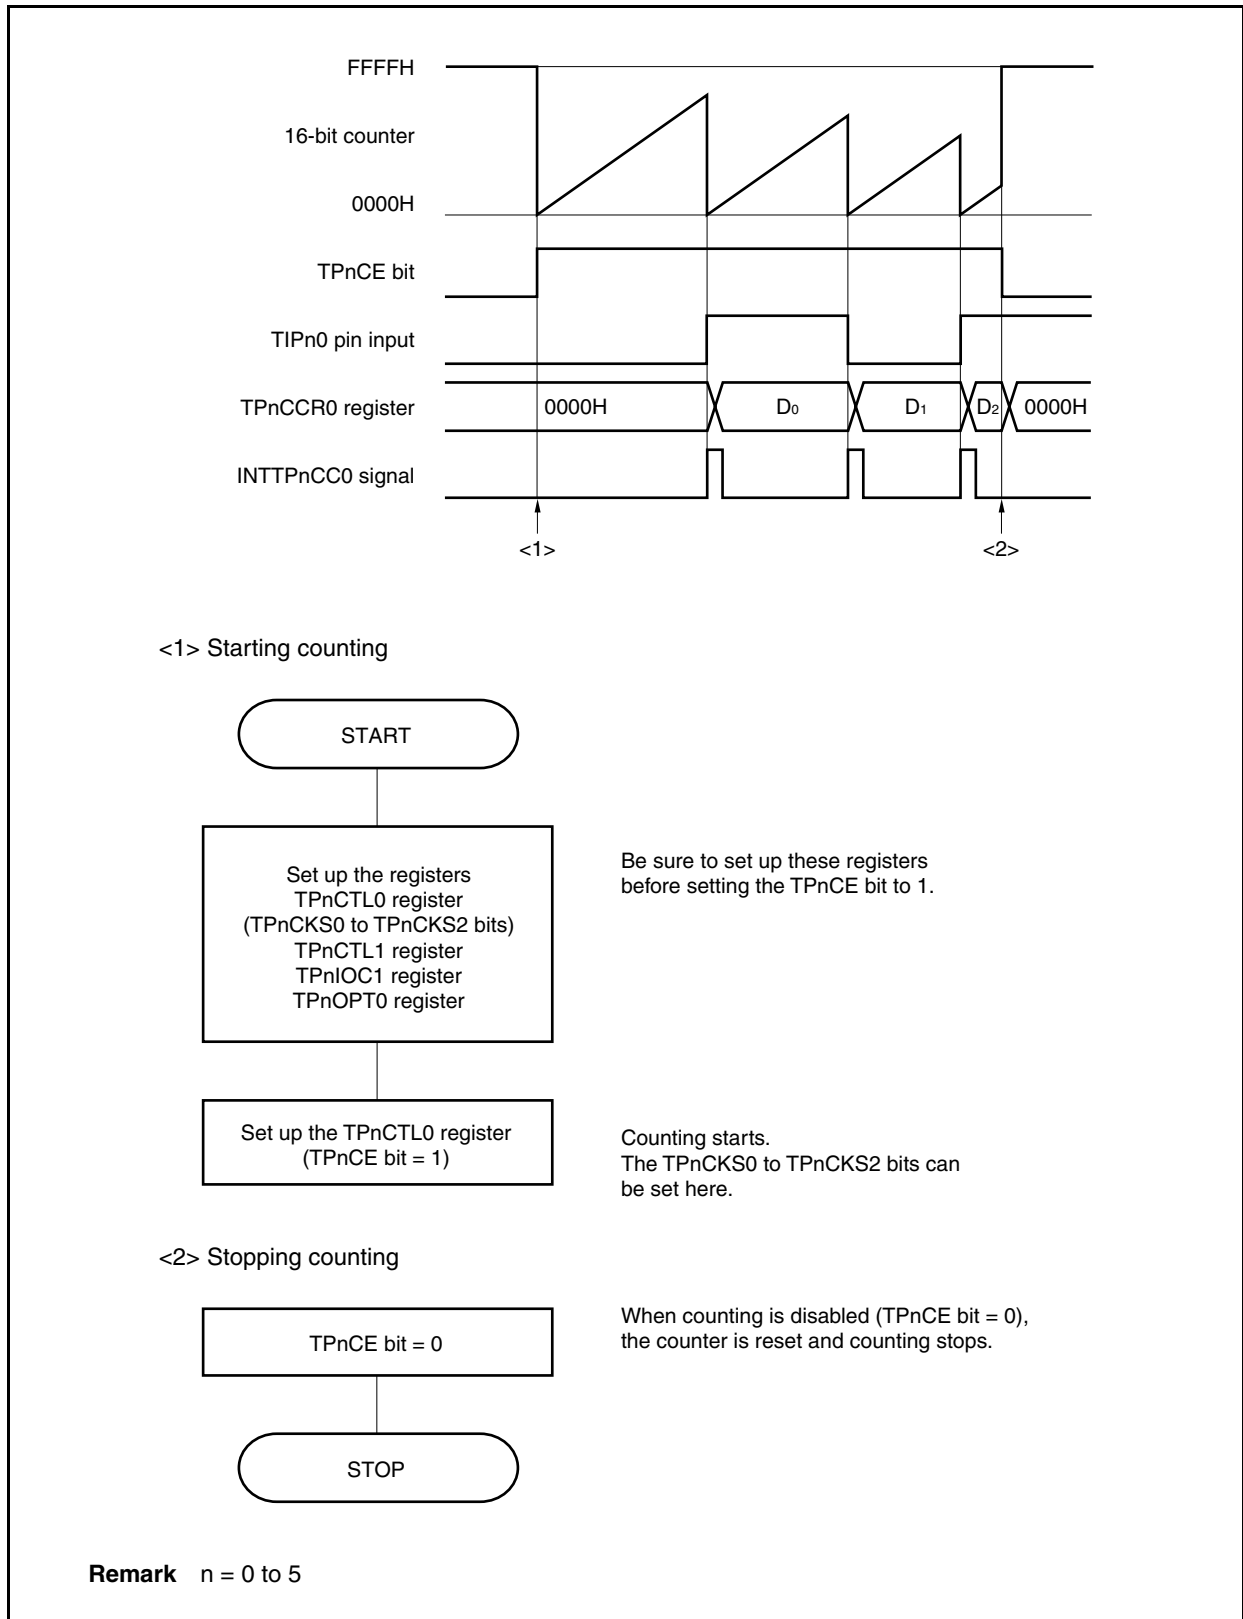 FFFFH
16-bit counter
0000H
TPnCE bit
TIPn0 pin input
TPnCCR0 register 0000H D0 D1 D2 0000H
INTTPnCC0 signal
<1> <2>
<1> Starting counting
START
Set up the registers
TPnCTL0 register
(TPnCKS0 to TPnCKS2 bits)
TPnCTL1 register
TPnIOC1 register
TPnOPT0 register
Be sure to set up these registers
before setting the TPnCE bit to 1.
Set up the TPnCTL0 register
(TPnCE bit = 1)
Counting starts.
The TPnCKS0 to TPnCKS2 bits can
be set here.
<2> Stopping counting
TPnCE bit = 0
When counting is disabled (TPnCE bit = 0),
the counter is reset and counting stops.
STOP
Remark n = 0 to 5